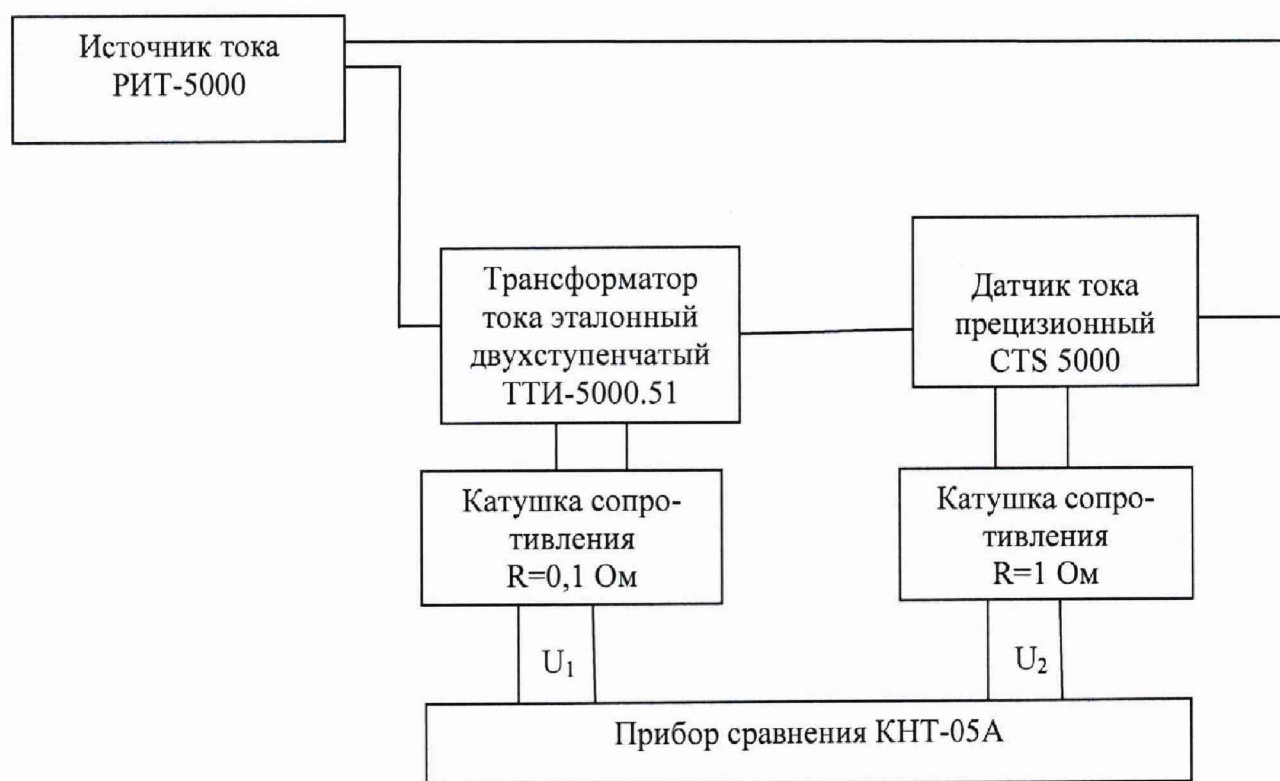 Источник тока
РИТ-5000
Трансформатор
тока эталонный
двухступенчатый
ТТИ-5000.51
Датчик тока
прецизионный
CTS 5000
Катушка сопро-
тивления
R=0,1 Ом
Катушка сопро-
тивления
R=1 Ом
U₁
U₂
Прибор сравнения КНТ-05А